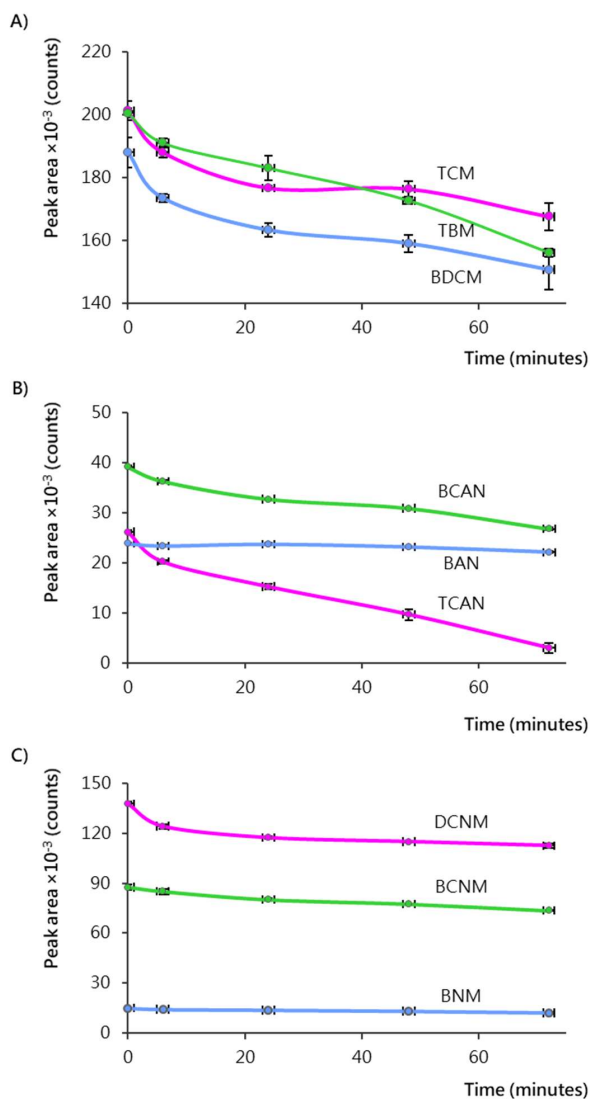 A)
Peak area ×10⁻³ (counts)
220
200
180
160
140
TCM
TBM
BDCM
0 20 40 60
Time (minutes)
B)
Peak area ×10⁻³ (counts)
50
40
30
20
10
0
BCAN
BAN
TCAN
0 20 40 60
Time (minutes)
C)
Peak area ×10⁻³ (counts)
150
120
90
60
30
0
DCNM
BCNM
BNM
0 20 40 60
Time (minutes)